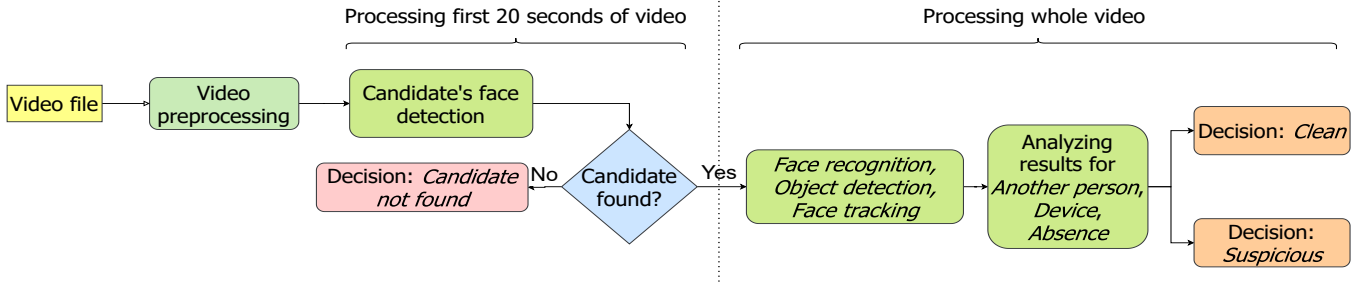 Processing first 20 seconds of video
Processing whole video
Video file
Video
preprocessing
Candidate's face
detection
Candidate
found?
No
Decision: Candidate
not found
Yes
Face recognition,
Object detection,
Face tracking
Analyzing
results for
Another person,
Device,
Absence
Decision: Clean
Decision:
Suspicious